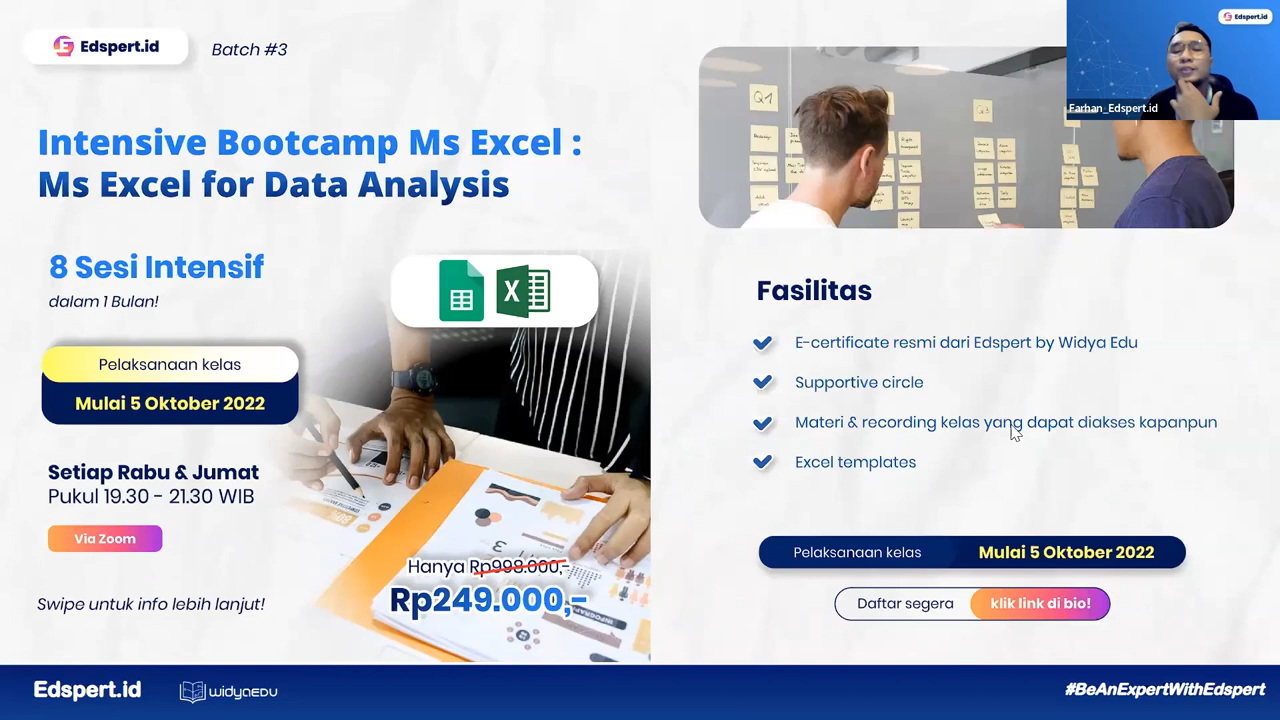 Edspert.id
Batch #3
Intensive Bootcamp Ms Excel :
Ms Excel for Data Analysis
8 Sesi Intensif
dalam 1 Bulan!
X
Pelaksanaan kelas
Mulai 5 Oktober 2022
Setiap Rabu & Jumat
Pukul 19.30 - 21.30 WIB
Via Zoom
Hanya Rp998.000,-
Rp249.000,-
Swipe untuk info lebih lanjut!
Q1
Q3
Edspert.id
Farhan_Edspert.id
Fasilitas
E-certificate resmi dari Edspert by Widya Edu
Supportive circle
Materi & recording kelas yang dapat diakses kapanpun
Excel templates
Pelaksanaan kelas
Mulai 5 Oktober 2022
Daftar segera
klik link di bio!
Edspert.id
WIDYAEDU
#BeAnExpertWithEdspert